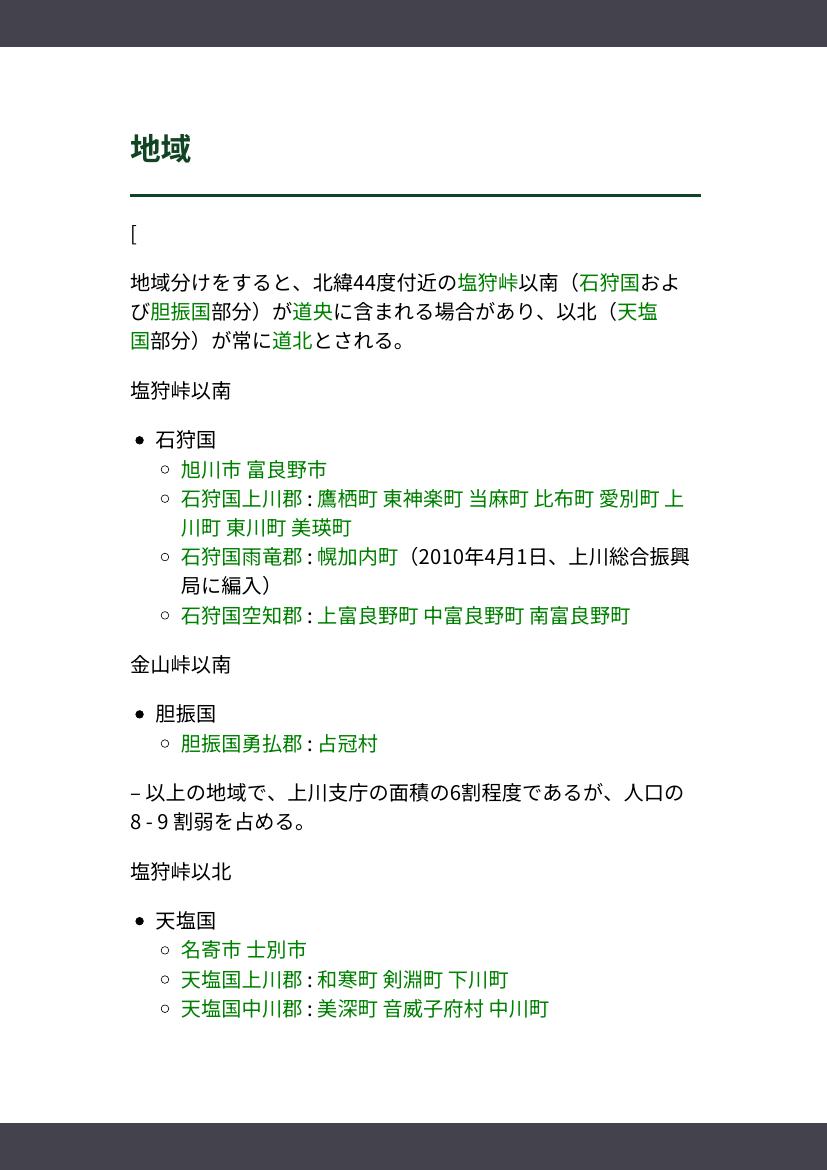 地域
[
地域分けをすると、北緯44度付近の塩狩峠以南（石狩国およ
び胆振国部分）が道央に含まれる場合があり、以北（天塩
国部分）が常に道北とされる。
塩狩峠以南
• 石狩国
◦ 旭川市 富良野市
◦ 石狩国上川郡 : 鷹栖町 東神楽町 当麻町 比布町 愛別町 上
川町 東川町 美瑛町
◦ 石狩国雨竜郡 : 幌加内町（2010年4月1日、上川総合振興
局に編入）
◦ 石狩国空知郡 : 上富良野町 中富良野町 南富良野町
金山峠以南
• 胆振国
◦ 胆振国勇払郡 : 占冠村
– 以上の地域で、上川支庁の面積の6割程度であるが、人口の
8 - 9 割弱を占める。
塩狩峠以北
• 天塩国
◦ 名寄市 士別市
◦ 天塩国上川郡 : 和寒町 剣淵町 下川町
◦ 天塩国中川郡 : 美深町 音威子府村 中川町